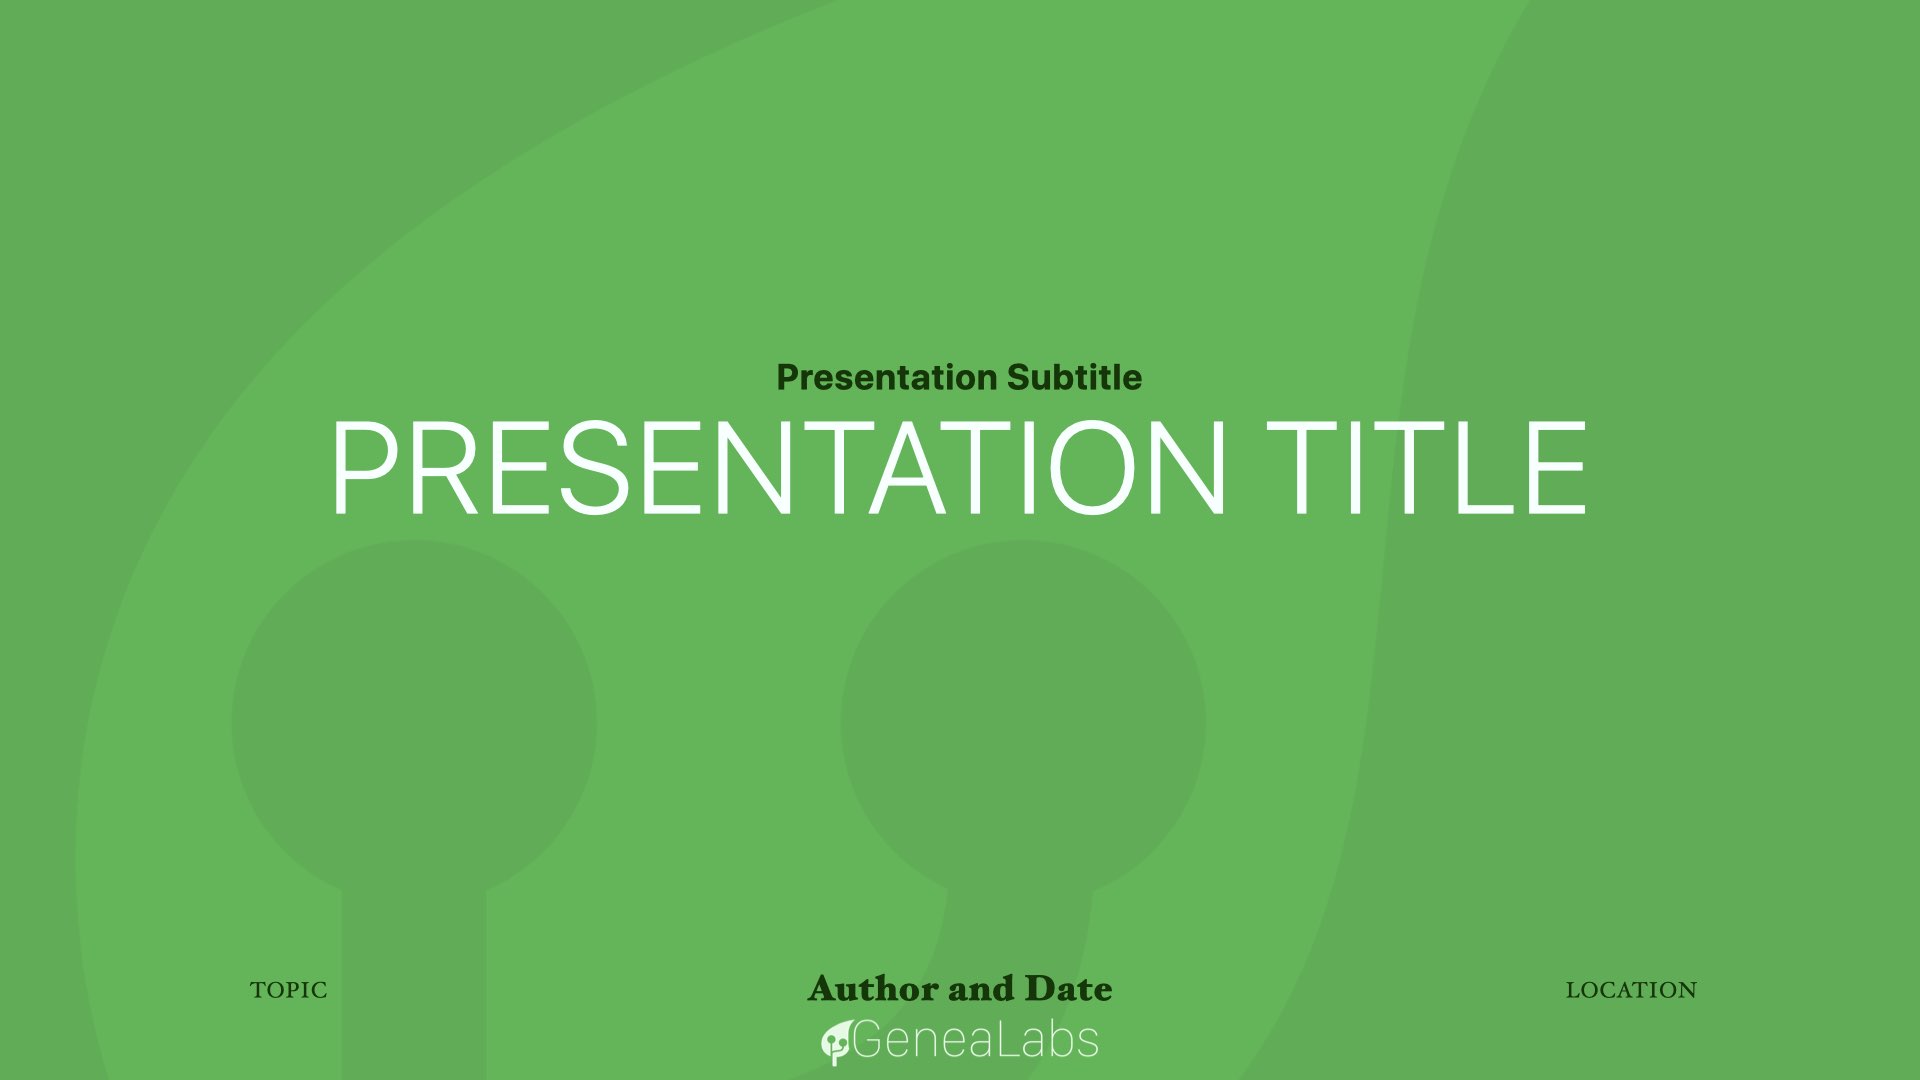 Presentation Subtitle
PRESENTATION TITLE
TOPIC
Author and Date
LOCATION
GeneaLabs